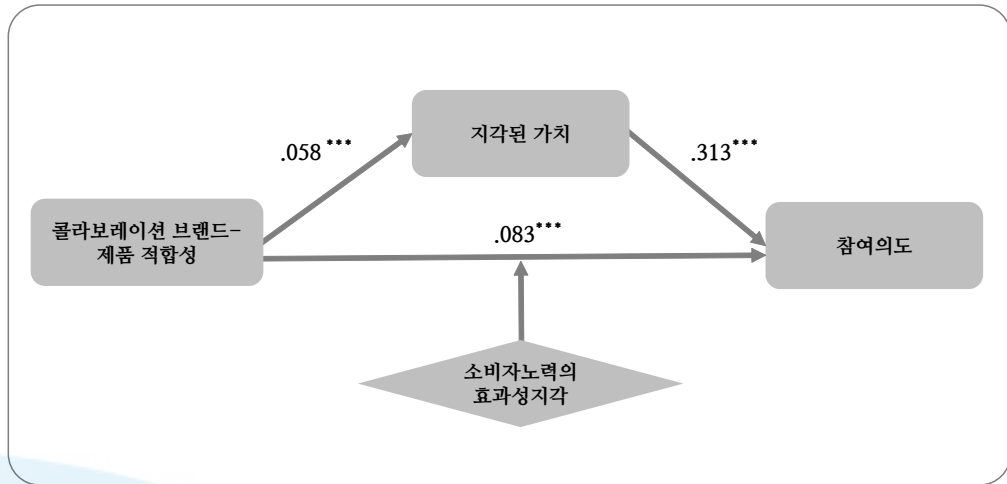 지각된 가치
.058 ***
.313***
콜라보레이션 브랜드-
제품 적합성
.083***
참여의도
소비자노력의
효과성지각